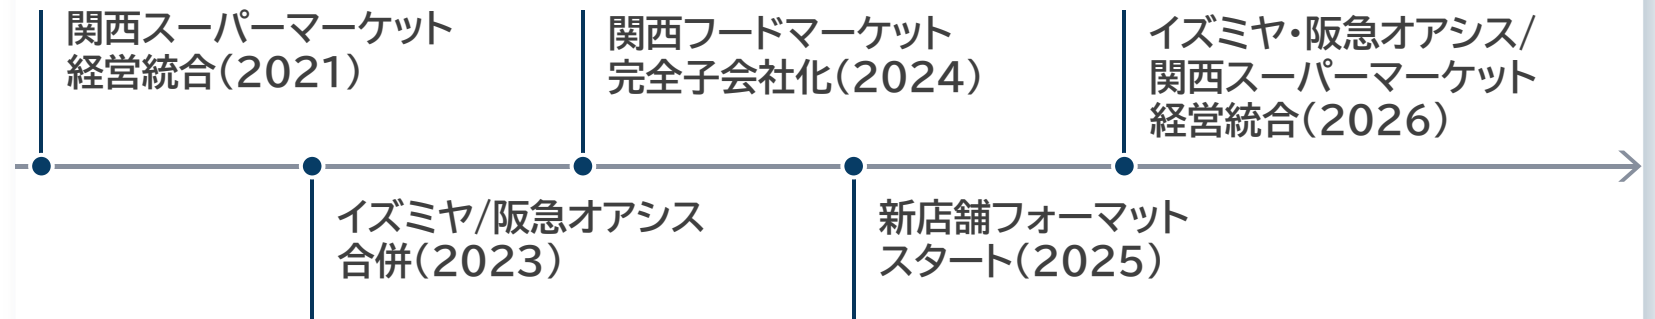 関西スーパーマーケット
経営統合(2021)
イズミヤ/阪急オアシス
合併(2023)
関西フードマーケット
完全子会社化(2024)
新店舗フォーマット
スタート(2025)
イズミヤ・阪急オアシス/
関西スーパーマーケット
経営統合(2026)